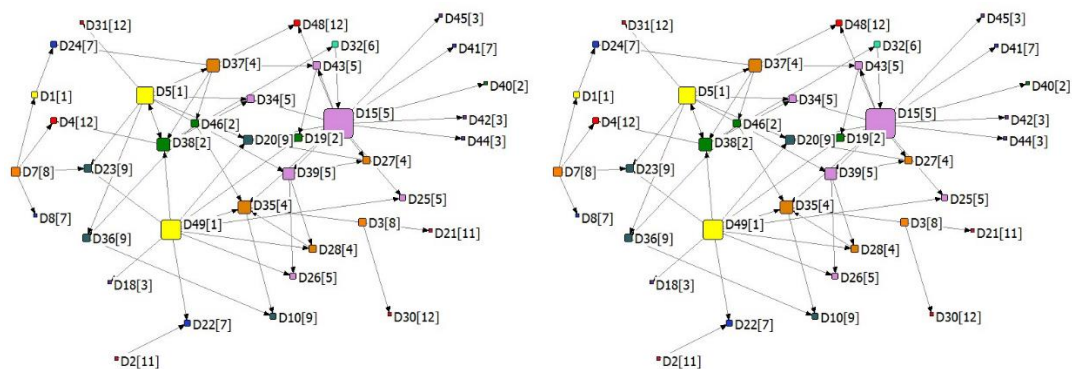 D31[12]
D48[12]
D45[3]
D24[7]
D32[6]
D41[7]
D37[4]
D43[5]
D40[2]
D1[1]
D5[1]
D34[5]
D15[5]
D42[3]
D4[12]
D46[2]
D44[3]
D38[2]
D20[9]
D19[2]
D27[4]
D7[8]
D23[9]
D39[5]
D25[5]
D8[7]
D35[4]
D49[1]
D3[8]
D21[11]
D36[9]
D28[4]
D18[3]
D26[5]
D22[7]
D10[9]
D30[12]
D2[11]
D31[12]
D48[12]
D45[3]
D24[7]
D32[6]
D41[7]
D37[4]
D43[5]
D40[2]
D1[1]
D5[1]
D34[5]
D15[5]
D42[3]
D4[12]
D46[2]
D44[3]
D38[2]
D20[9]
D19[2]
D27[4]
D7[8]
D23[9]
D39[5]
D25[5]
D8[7]
D35[4]
D49[1]
D3[8]
D21[11]
D36[9]
D28[4]
D18[3]
D26[5]
D22[7]
D10[9]
D30[12]
D2[11]